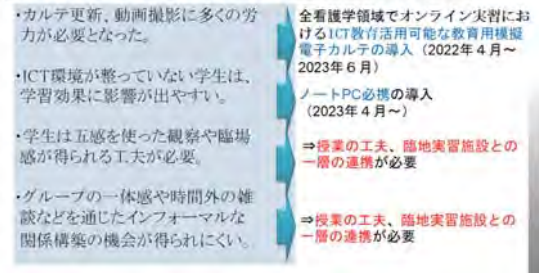 ・カルテ更新、動画撮影に多くの労
力が必要となった。
・ICT環境が整っていない学生は、
学習効果に影響が出やすい。
・学生は五感を使った観察や臨場
感が得られる工夫が必要。
・グループの一体感や時間外の雑
談などを通じたインフォーマルな
関係構築の機会が得られにくい。
全看護学領域でオンライン実習にお
けるICT教育活用可能な教育用模擬
電子カルテの導入（2022年４月～
2023年６月）
ノートPC必携の導入
（2023年４月～）
⇒授業の工夫、臨地実習施設との
一層の連携が必要
⇒授業の工夫、臨地実習施設との
一層の連携が必要